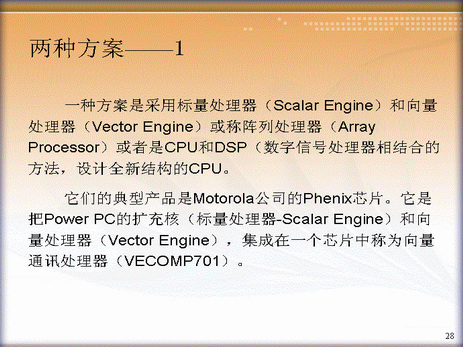 两种方案——1
一种方案是采用标量处理器（Scalar Engine）和向量
处理器（Vector Engine）或称阵列处理器（Array
Processor）或者是CPU和DSP（数字信号处理器相结合的
方法，设计全新结构的CPU。
它们的典型产品是Motorola公司的Phenix芯片。它是
把Power PC的扩充核（标量处理器-Scalar Engine）和向
量处理器（Vector Engine），集成在一个芯片中称为向量
通讯处理器（VECOMP701）。
28